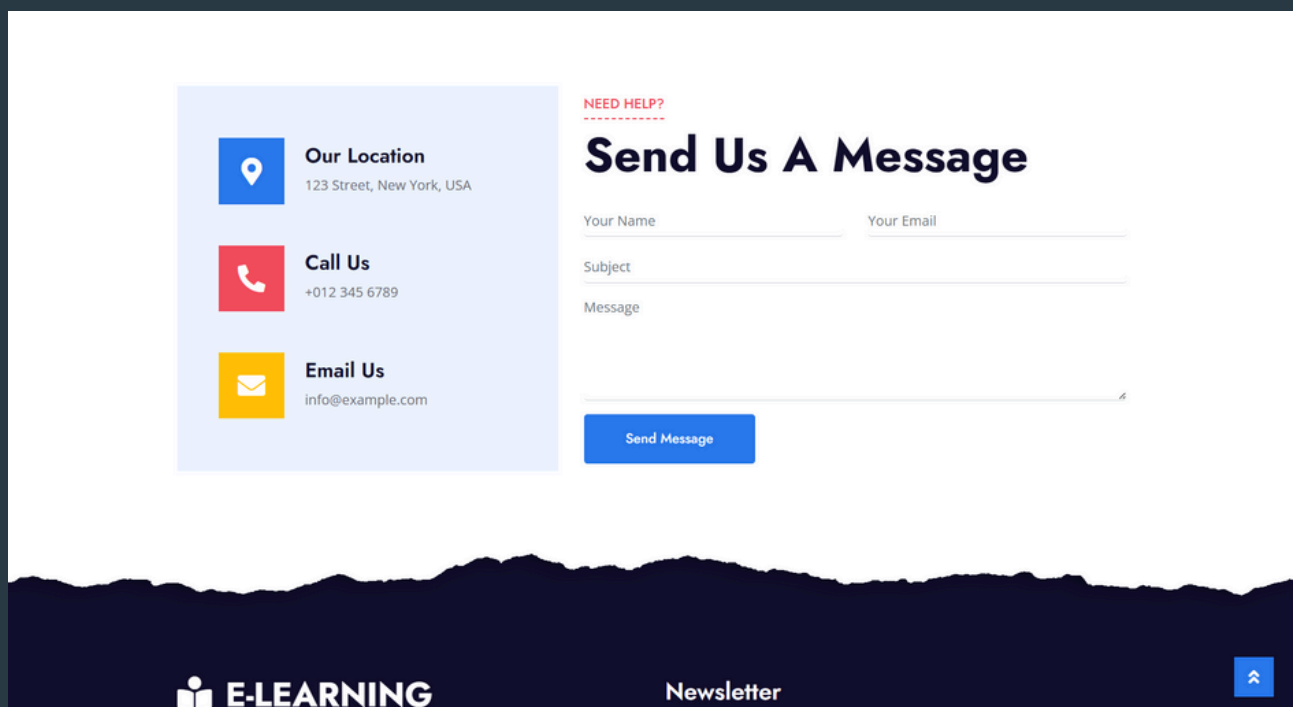 Our Location
123 Street, New York, USA
Call Us
+012 345 6789
Email Us
info@example.com
NEED HELP?
Send Us A Message
Your Name
Your Email
Subject
Message
Send Message
E-LEARNING
Newsletter